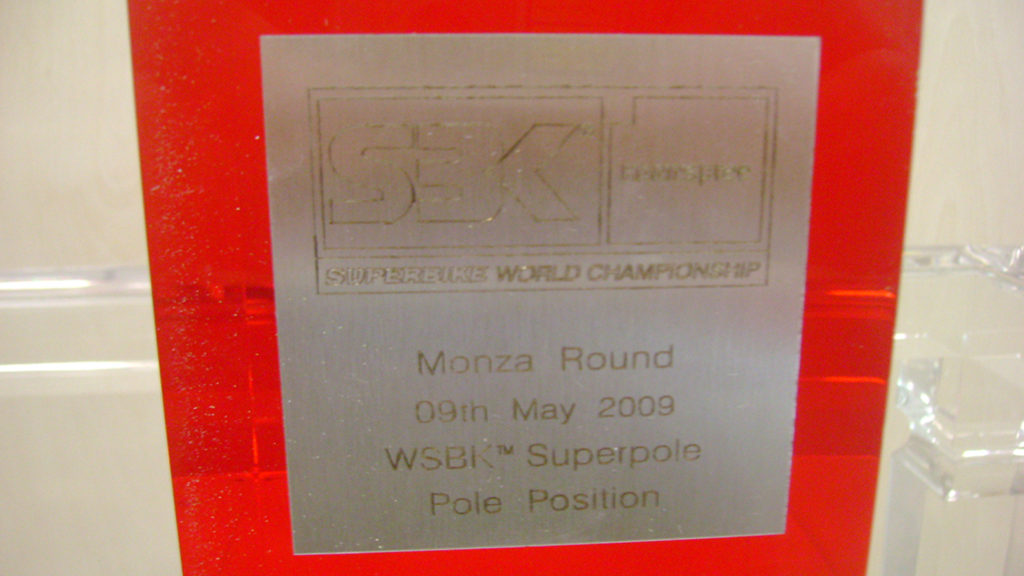 SBK
SUPERBIKE WORLD CHAMPIONSHIP
Monza Round
09th May 2009
WSBK™ Superpole
Pole Position